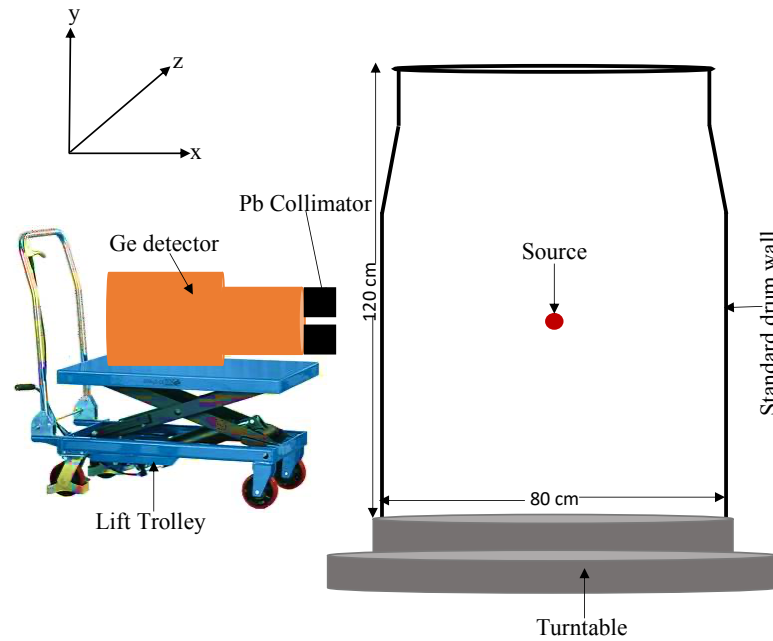 y
z
x
Pb Collimator
Ge detector
Source
120 cm
Standard drum wall
80 cm
Lift Trolley
Turntable